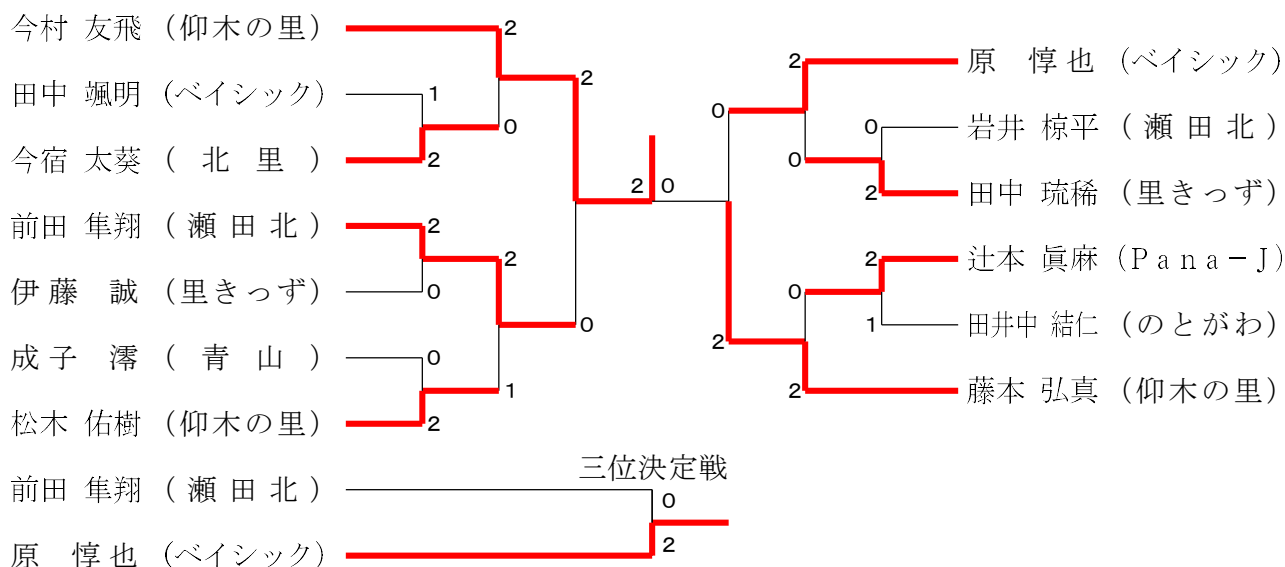 今村 友飛 (仰木の里)
田中 颯明 (ベイシック)
今宿 太葵 ( 北 里 )
前田 隼翔 ( 瀬 田 北 )
伊藤 誠 (里きっず)
成子 澪 ( 青 山 )
松木 佑樹 (仰木の里)
2
1
0
2
2
0
2
0
2
1
2
0
2 0
原 惇也 (ベイシック)
岩井 椋平 ( 瀬 田 北 )
田中 琉稀 (里きっず)
辻本 眞麻 (Pana-J)
田井中 結仁 (のとがわ)
藤本 弘真 (仰木の里)
2
0
0
0
2
2
0
1
2
2
三位決定戦
前田 隼翔 ( 瀬 田 北 )
0
原 惇也 (ベイシック)
2